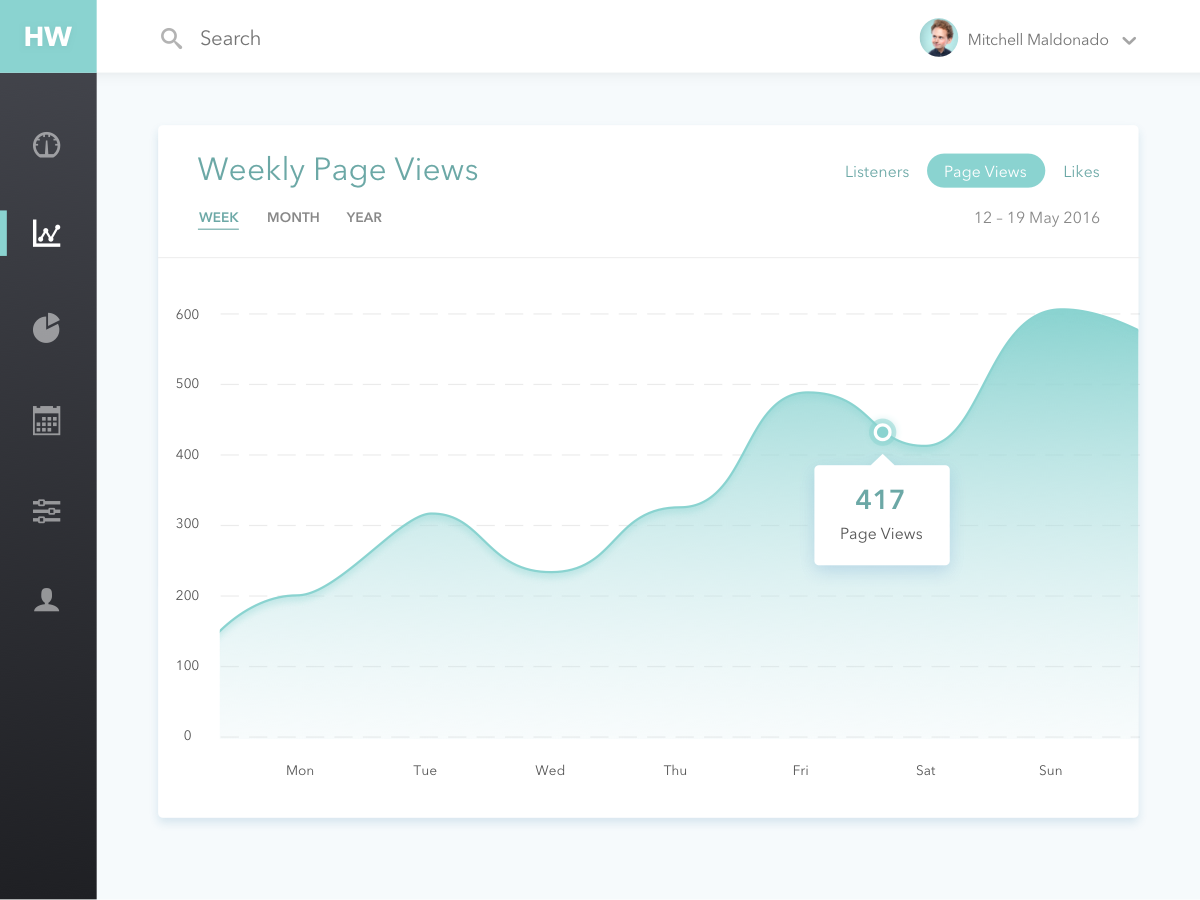 HW
Search
Mitchell Maldonado
Weekly Page Views
Listeners Page Views Likes
WEEK MONTH YEAR
12 – 19 May 2016
600
500
400
300
200
100
0
417
Page Views
Mon Tue Wed Thu Fri Sat Sun